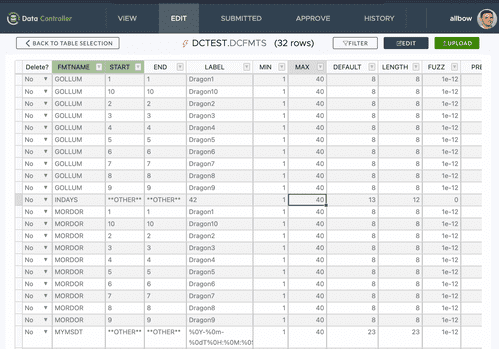 Data Controller VIEW EDIT SUBMITTED APPROVE HISTORY allbow
< BACK TO TABLE SELECTION DCTEST.DCFMTS (32 rows) FILTER EDIT UPLOAD
Delete? FMTNAME START END LABEL MIN MAX DEFAULT LENGTH FUZZ PRE
No GOLLUM 1 1 Dragon1 1 40 8 8 1e-12
No GOLLUM 10 10 Dragon10 1 40 8 8 1e-12
No GOLLUM 2 2 Dragon2 1 40 8 8 1e-12
No GOLLUM 3 3 Dragon3 1 40 8 8 1e-12
No GOLLUM 4 4 Dragon4 1 40 8 8 1e-12
No GOLLUM 5 5 Dragon5 1 40 8 8 1e-12
No GOLLUM 6 6 Dragon6 1 40 8 8 1e-12
No GOLLUM 7 7 Dragon7 1 40 8 8 1e-12
No GOLLUM 8 8 Dragon8 1 40 8 8 1e-12
No GOLLUM 9 9 Dragon9 1 40 8 8 1e-12
No INDAYS **OTHER** **OTHER** 42 1 40 13 12 0
No MORDOR 1 1 Dragon1 1 40 8 8 1e-12
No MORDOR 10 10 Dragon10 1 40 8 8 1e-12
No MORDOR 2 2 Dragon2 1 40 8 8 1e-12
No MORDOR 3 3 Dragon3 1 40 8 8 1e-12
No MORDOR 4 4 Dragon4 1 40 8 8 1e-12
No MORDOR 5 5 Dragon5 1 40 8 8 1e-12
No MORDOR 6 6 Dragon6 1 40 8 8 1e-12
No MORDOR 7 7 Dragon7 1 40 8 8 1e-12
No MORDOR 8 8 Dragon8 1 40 8 8 1e-12
No MORDOR 9 9 Dragon9 1 40 8 8 1e-12
No MYMSDT **OTHER** **OTHER** %0Y-%0m- 1 40 23 23 1e-12
%0dT%0H:%0M:%0S